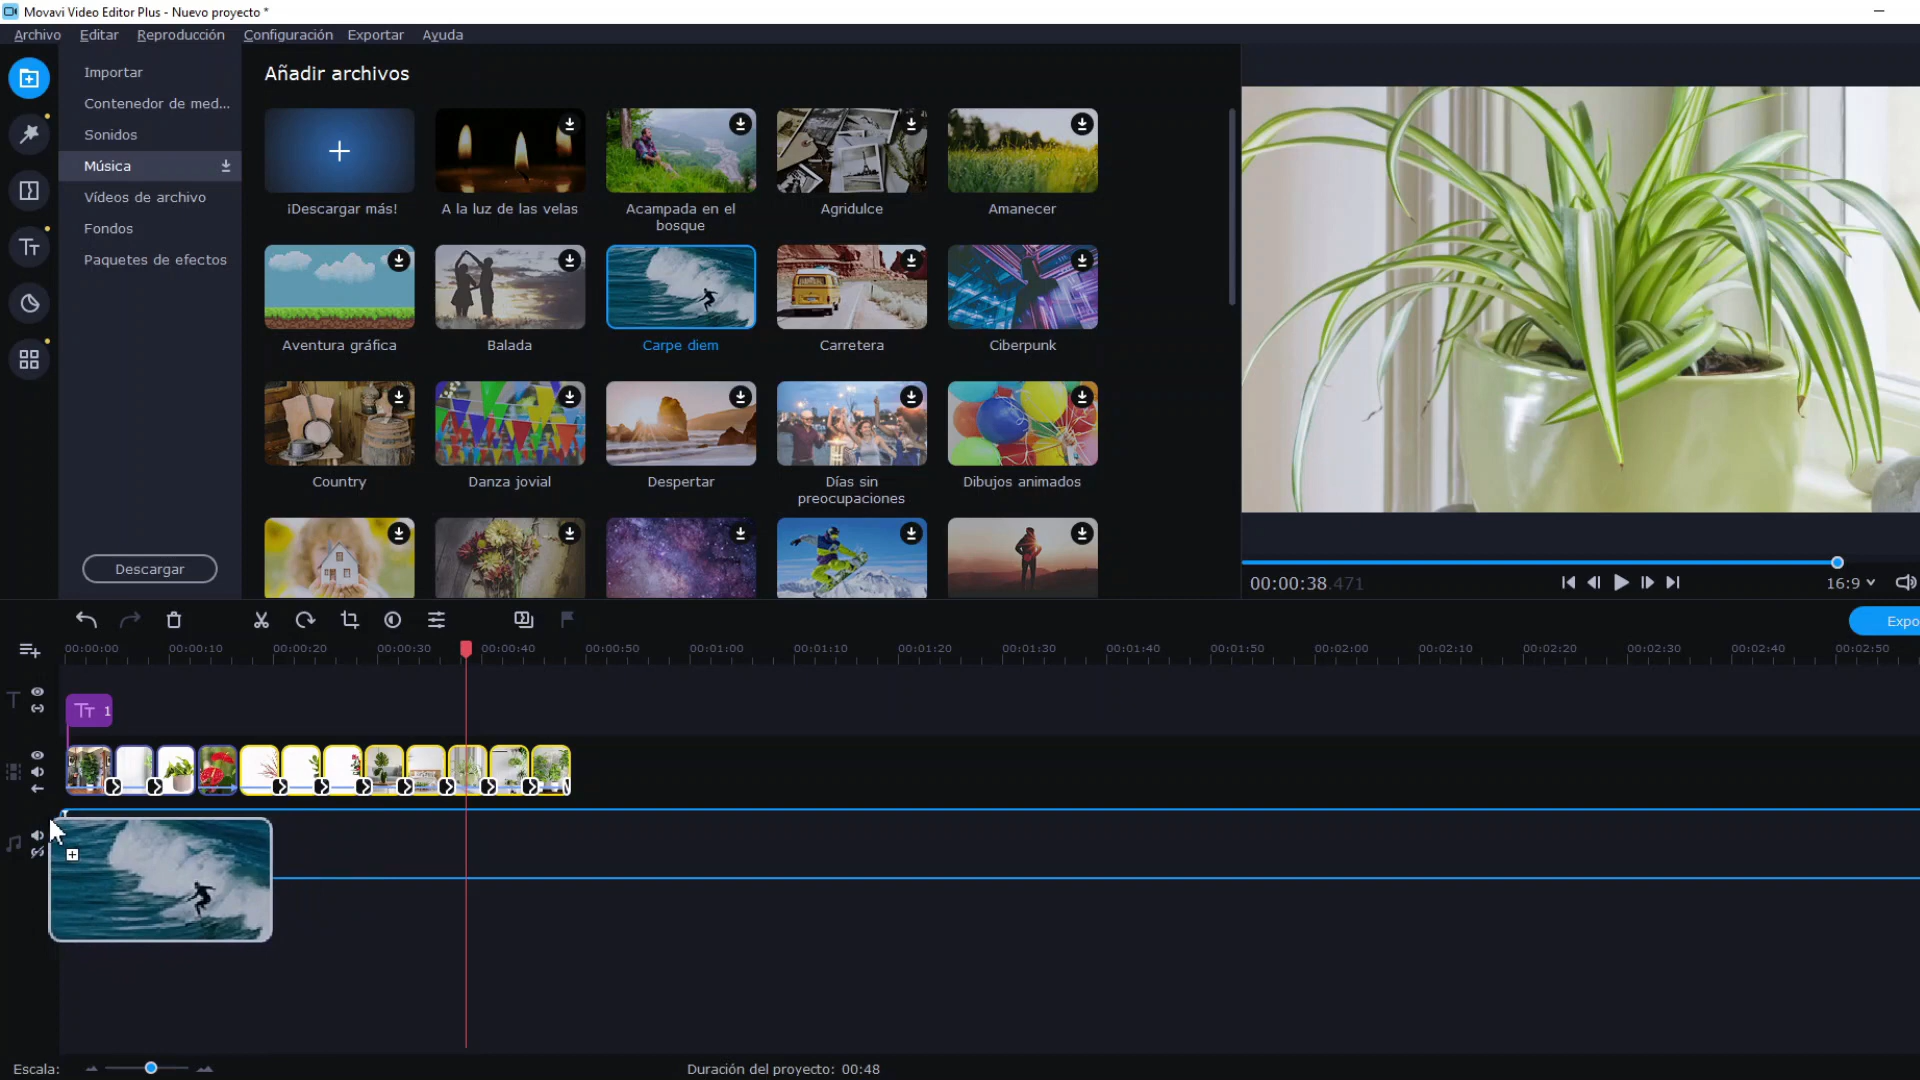 Movavi Video Editor Plus - Nuevo proyecto *
Archivo Editar Reproducción Configuración Exportar Ayuda
Importar
Contenedor de med...
Sonidos
Música
Vídeos de archivo
Fondos
Paquetes de efectos
Descargar
Añadir archivos
¡Descargar más!
A la luz de las velas
Acampada en el
bosque
Agridulce
Amanecer
Aventura gráfica
Balada
Carpe diem
Carretera
Ciberpunk
Country
Danza jovial
Despertar
Días sin
preocupaciones
Dibujos animados
00:00:38.471
16:9
Expo
00:00:00 00:00:10 00:00:20 00:00:30 00:00:40 00:00:50 00:01:00 00:01:10 00:01:20 00:01:30 00:01:40 00:01:50 00:02:00 00:02:10 00:02:20 00:02:30 00:02:40 00:02:50
Tт 1
Escala:
Duración del proyecto: 00:48